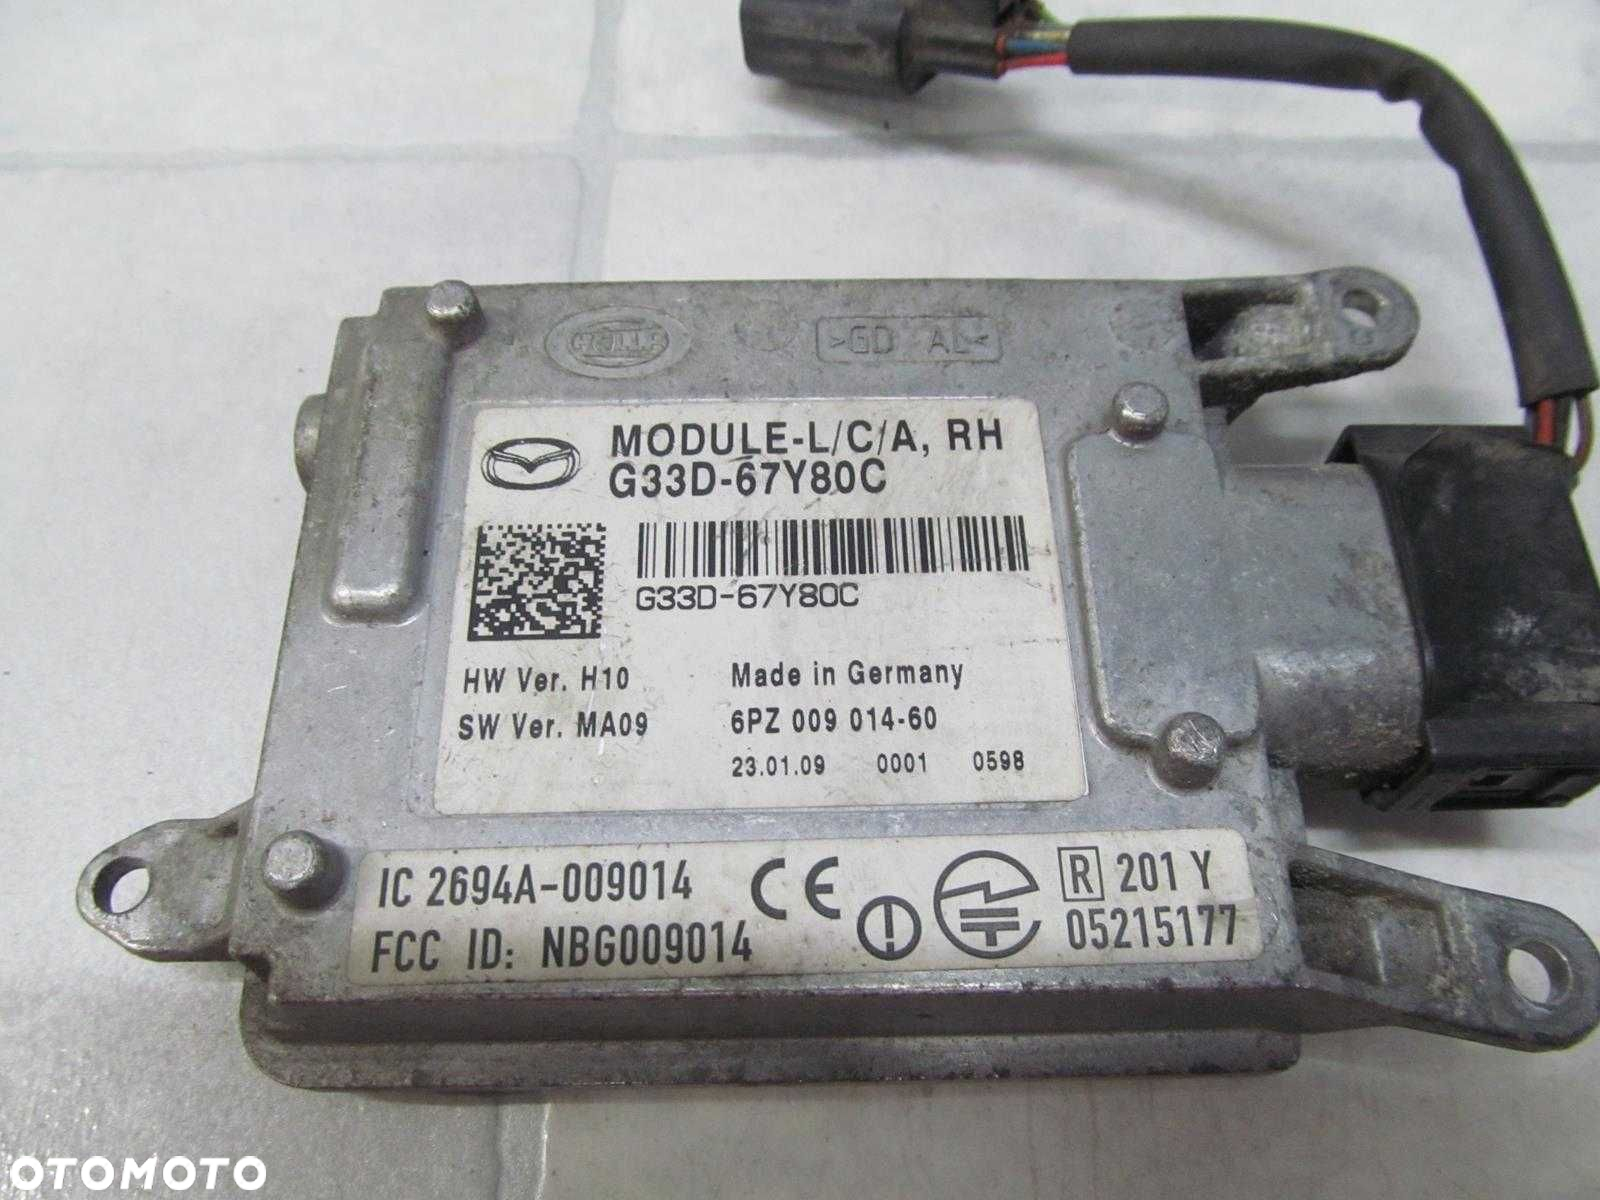 HELLA
>GD AL<
MODULE-L/C/A, RH
G33D-67Y80C
G33D-67Y80C
HW Ver. H10 Made in Germany
SW Ver. MA09 6PZ 009 014-60
23.01.09 0001 0598
IC 2694A-009014 CE R 201 Y
FCC ID: NBG009014 05215177
OTOMOTO